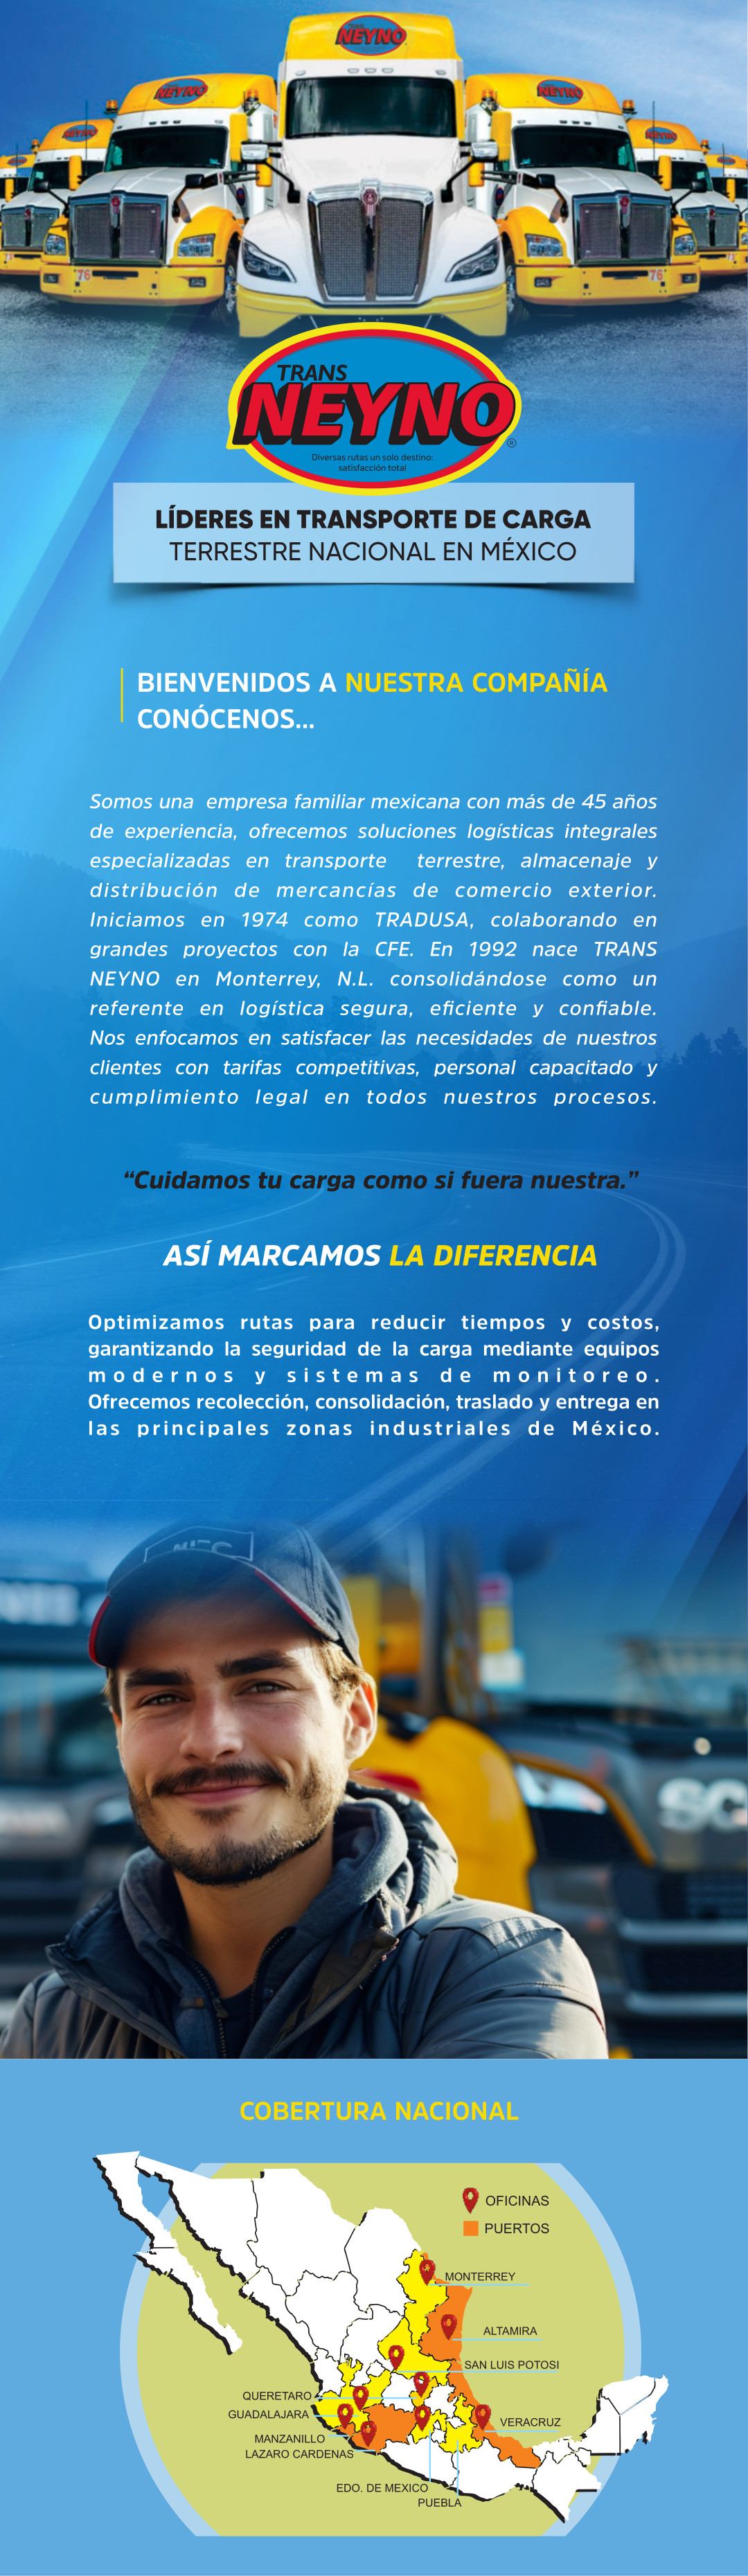 TRANS
NEYNO
NEYNO
NEYNO
NEYNO
NEYNO
76
76
TRANS
NEYNO
®
Diversas rutas un solo destino:
satisfacción total
LÍDERES EN TRANSPORTE DE CARGA
TERRESTRE NACIONAL EN MÉXICO
BIENVENIDOS A NUESTRA COMPAÑÍA
CONÓCENOS...
Somos una empresa familiar mexicana con más de 45 años
de experiencia, ofrecemos soluciones logísticas integrales
especializadas en transporte terrestre, almacenaje y
distribución de mercancías de comercio exterior.
Iniciamos en 1974 como TRADUSA, colaborando en
grandes proyectos con la CFE. En 1992 nace TRANS
NEYNO en Monterrey, N.L. consolidándose como un
referente en logística segura, eficiente y confiable.
Nos enfocamos en satisfacer las necesidades de nuestros
clientes con tarifas competitivas, personal capacitado y
cumplimiento legal en todos nuestros procesos.
“Cuidamos tu carga como si fuera nuestra.”
ASÍ MARCAMOS LA DIFERENCIA
Optimizamos rutas para reducir tiempos y costos,
garantizando la seguridad de la carga mediante equipos
modernos y sistemas de monitoreo.
Ofrecemos recolección, consolidación, traslado y entrega en
las principales zonas industriales de México.
SC
COBERTURA NACIONAL
OFICINAS
PUERTOS
MONTERREY
ALTAMIRA
SAN LUIS POTOSI
QUERETARO
GUADALAJARA
VERACRUZ
MANZANILLO
LAZARO CARDENAS
EDO. DE MEXICO
PUEBLA